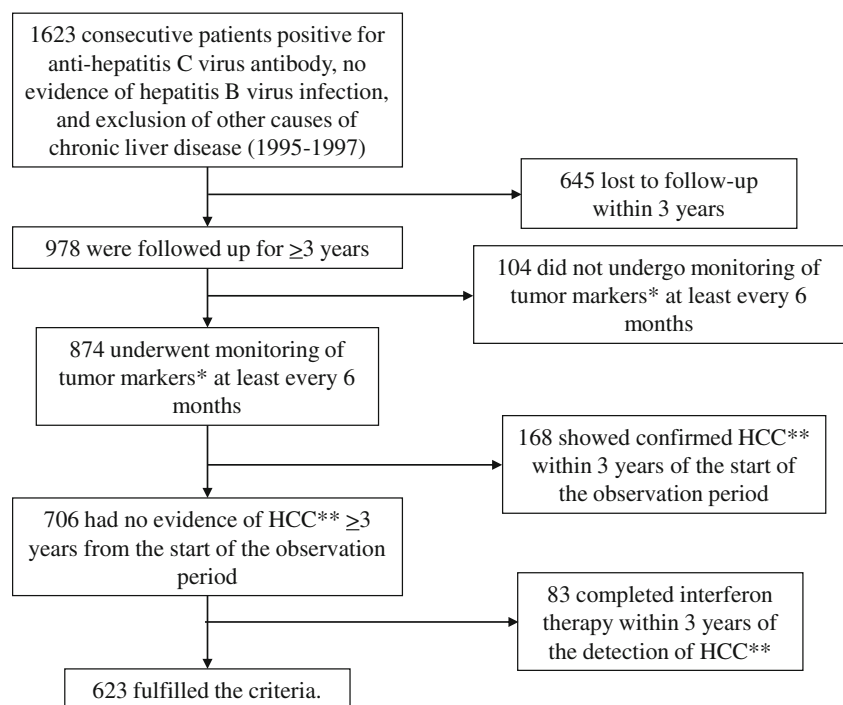 1623 consecutive patients positive for
anti-hepatitis C virus antibody, no
evidence of hepatitis B virus infection,
and exclusion of other causes of
chronic liver disease (1995-1997)
645 lost to follow-up
within 3 years
978 were followed up for ≥3 years
104 did not undergo monitoring of
tumor markers* at least every 6
months
874 underwent monitoring of
tumor markers* at least every 6
months
168 showed confirmed HCC**
within 3 years of the start of
the observation period
706 had no evidence of HCC** ≥3
years from the start of the observation
period
83 completed interferon
therapy within 3 years of
the detection of HCC**
623 fulfilled the criteria.